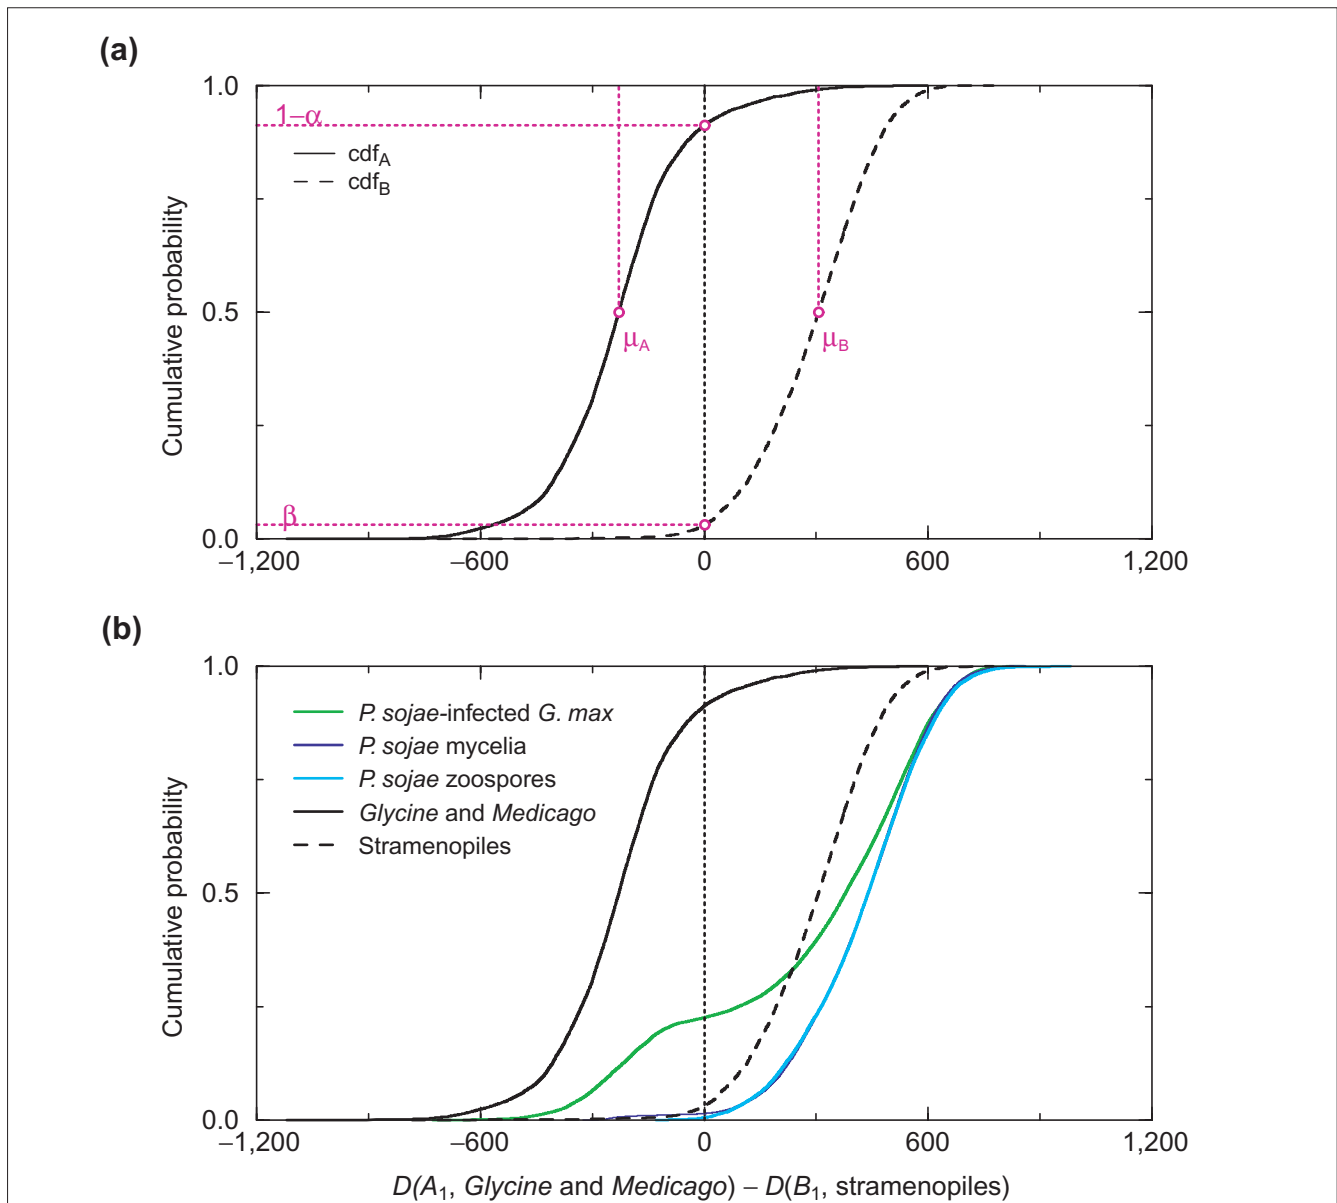 (a)
1.0
1–α
cdfA
cdfB
Cumulative probability
0.5
μA
μB
β
0.0
–1,200
–600
0
600
1,200
(b)
1.0
P. sojae-infected G. max
P. sojae mycelia
P. sojae zoospores
Glycine and Medicago
Stramenopiles
Cumulative probability
0.5
0.0
–1,200
–600
0
600
1,200
D(A1, Glycine and Medicago) – D(B1, stramenopiles)